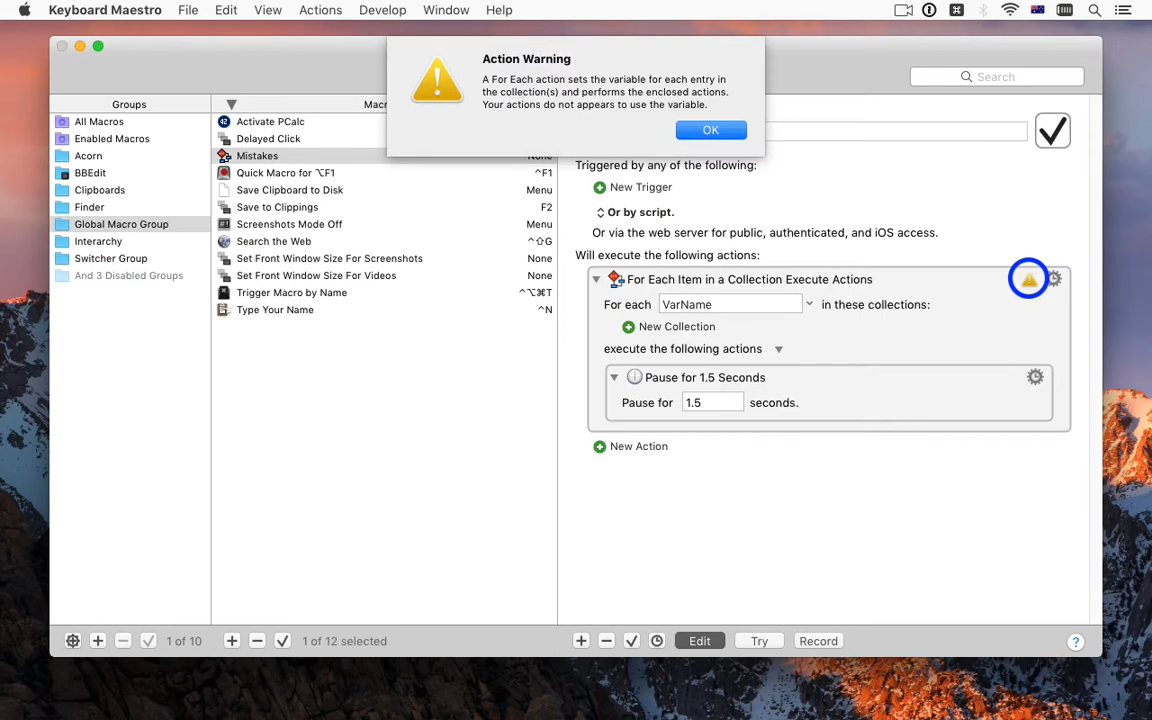 Keyboard Maestro File Edit View Actions Develop Window Help
Action Warning
A For Each action sets the variable for each entry in
the collection(s) and performs the enclosed actions.
Your actions do not appears to use the variable.
OK
Search
Groups
All Macros
Enabled Macros
Acorn
BBEdit
Clipboards
Finder
Global Macro Group
Interarchy
Switcher Group
And 3 Disabled Groups
1 of 10
Macr
42 Activate PCalc
Delayed Click
Mistakes None
Quick Macro for ⌥F1 ^F1
Save Clipboard to Disk Menu
Save to Clippings F2
Screenshots Mode Off Menu
Search the Web ^⇧G
Set Front Window Size For Screenshots None
Set Front Window Size For Videos None
Trigger Macro by Name ^⌥⌘T
Type Your Name ^N
1 of 12 selected
Triggered by any of the following:
New Trigger
Or by script.
Or via the web server for public, authenticated, and iOS access.
Will execute the following actions:
For Each Item in a Collection Execute Actions
For each VarName in these collections:
New Collection
execute the following actions
Pause for 1.5 Seconds
Pause for 1.5 seconds.
New Action
Edit Try Record ?